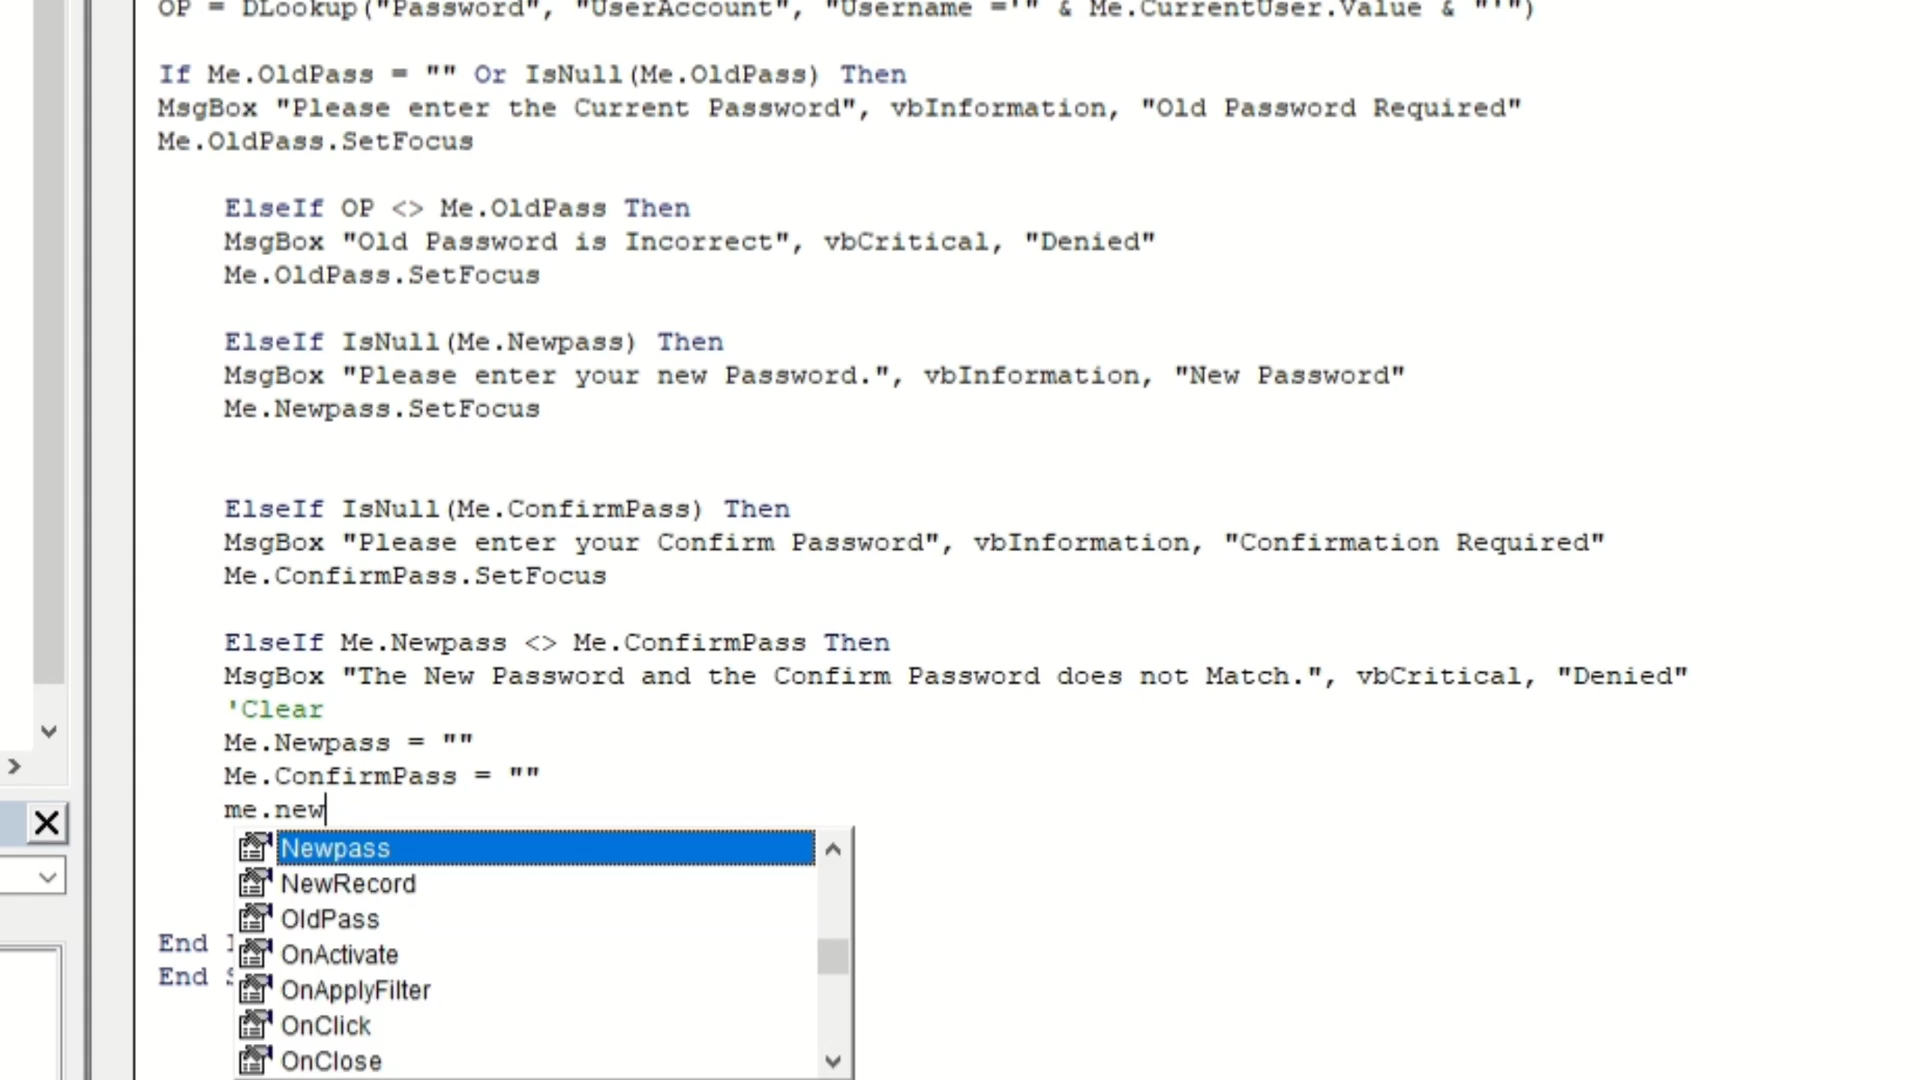 OP = DLookup("Password", "UserAccount", "Username ='" & Me.CurrentUser.Value & "'")
If Me.OldPass = "" Or IsNull(Me.OldPass) Then
MsgBox "Please enter the Current Password", vbInformation, "Old Password Required"
Me.OldPass.SetFocus
ElseIf OP <> Me.OldPass Then
MsgBox "Old Password is Incorrect", vbCritical, "Denied"
Me.OldPass.SetFocus
ElseIf IsNull(Me.Newpass) Then
MsgBox "Please enter your new Password.", vbInformation, "New Password"
Me.Newpass.SetFocus
ElseIf IsNull(Me.ConfirmPass) Then
MsgBox "Please enter your Confirm Password", vbInformation, "Confirmation Required"
Me.ConfirmPass.SetFocus
ElseIf Me.Newpass <> Me.ConfirmPass Then
MsgBox "The New Password and the Confirm Password does not Match.", vbCritical, "Denied"
'Clear
Me.Newpass = ""
Me.ConfirmPass = ""
me.new
Newpass
NewRecord
OldPass
OnActivate
OnApplyFilter
OnClick
OnClose
End
End